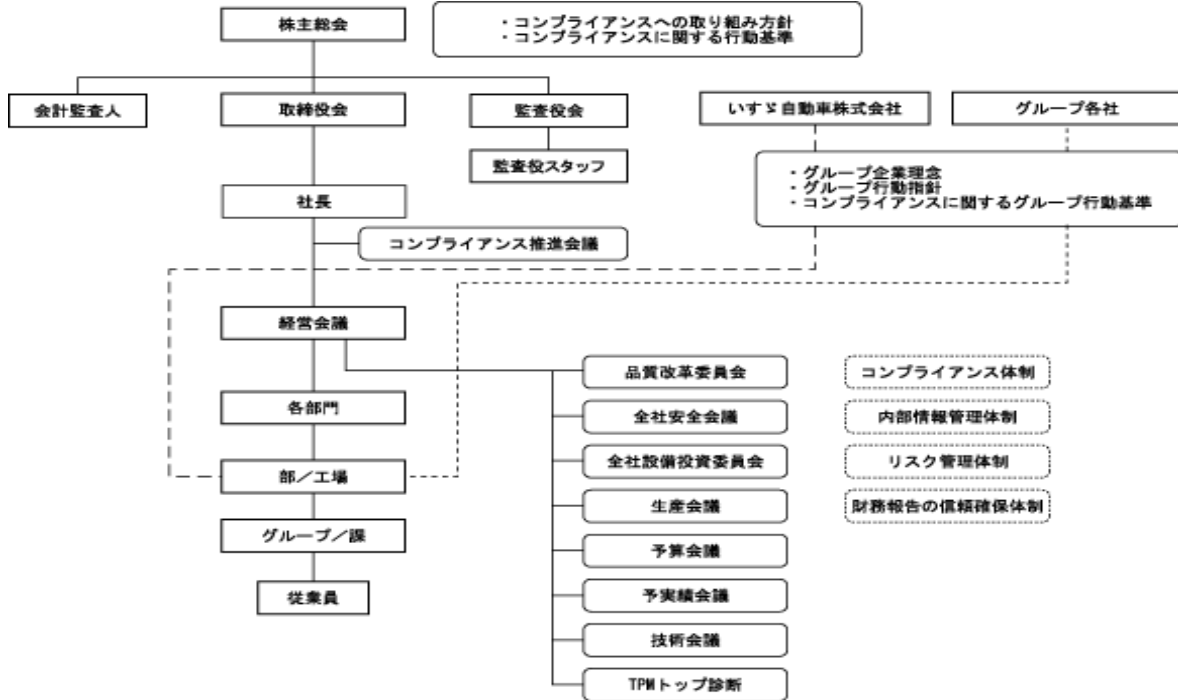 株主総会
・コンプライアンスへの取り組み方針
・コンプライアンスに関する行動基準
会計監査人
取締役会
監査役会
いすゞ自動車株式会社
グループ各社
監査役スタッフ
・グループ企業理念
・グループ行動指針
・コンプライアンスに関するグループ行動基準
社長
コンプライアンス推進会議
経営会議
品質改革委員会
コンプライアンス体制
各部門
全社安全会議
内部情報管理体制
部／工場
全社設備投資委員会
リスク管理体制
生産会議
財務報告の信頼確保体制
グループ／課
予算会議
従業員
予実績会議
技術会議
TPMトップ診断